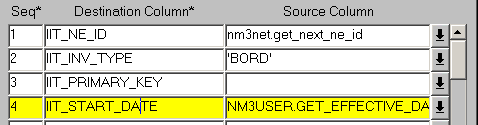 Seq* Destination Column* Source Column
1 IIT_NE_ID nm3net.get_next_ne_id
2 IIT_INV_TYPE 'BORD'
3 IIT_PRIMARY_KEY
4 IIT_START_DATE NM3USER.GET_EFFECTIVE_DA